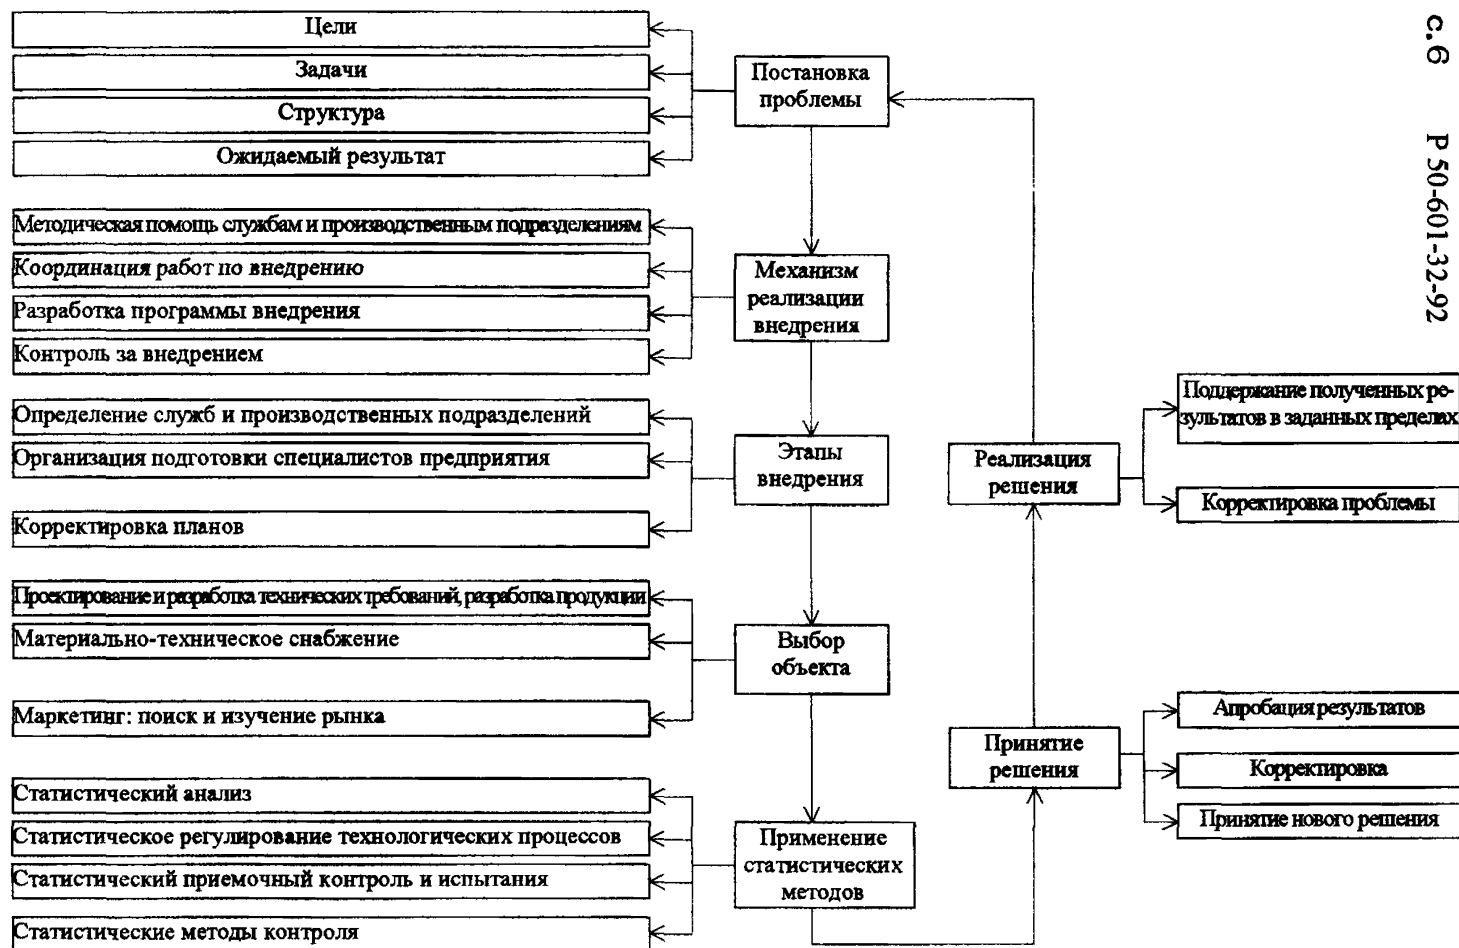 с.6 Р 50-601-32-92
Цели
Задачи
Структура
Ожидаемый результат
Постановка
проблемы
Методическая помощь службам и производственным подразделениям
Координация работ по внедрению
Разработка программы внедрения
Контроль за внедрением
Механизм
реализации
внедрения
Определение служб и производственных подразделений
Организация подготовки специалистов предприятия
Корректировка планов
Этапы
внедрения
Проектирование и разработка технических требований, разработка продукции
Материально-техническое снабжение
Маркетинг: поиск и изучение рынка
Выбор
объекта
Статистический анализ
Статистическое регулирование технологических процессов
Статистический приемочный контроль и испытания
Статистические методы контроля
Применение
статистических
методов
Принятие
решения
Апробация результатов
Корректировка
Принятие нового решения
Реализация
решения
Поддержание полученных ре-
зультатов в заданных пределах
Корректировка проблемы